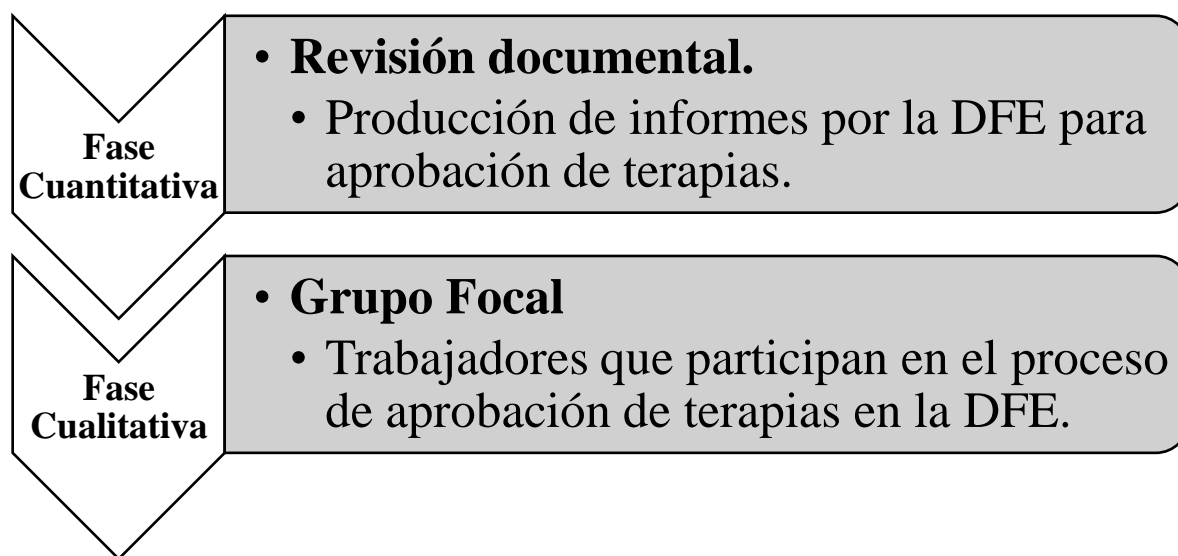 Fase
Cuantitativa
• Revisión documental.
• Producción de informes por la DFE para
aprobación de terapias.
Fase
Cualitativa
• Grupo Focal
• Trabajadores que participan en el proceso
de aprobación de terapias en la DFE.